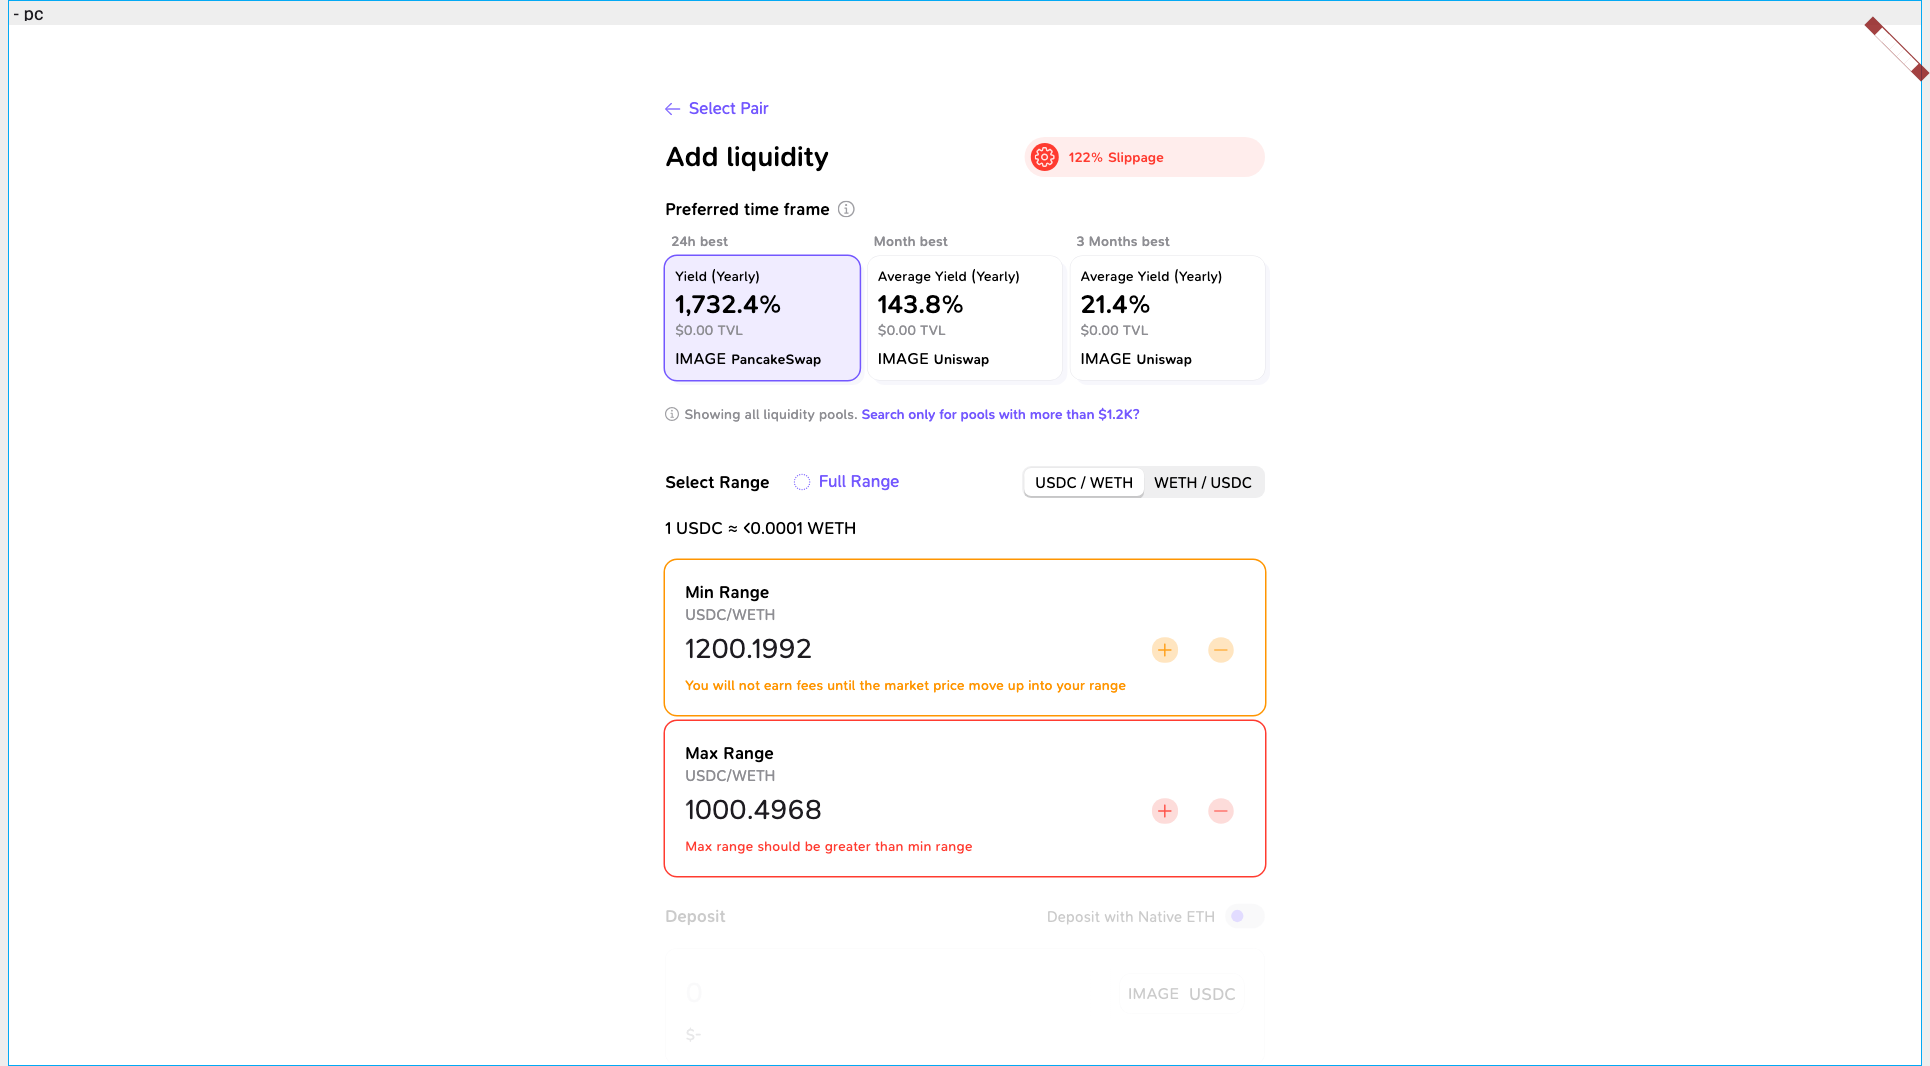 - pc
Select Pair
Add liquidity
122% Slippage
Preferred time frame
24h best
Month best
3 Months best
Yield (Yearly)
1,732.4%
$0.00 TVL
IMAGE PancakeSwap
Average Yield (Yearly)
143.8%
$0.00 TVL
IMAGE Uniswap
Average Yield (Yearly)
21.4%
$0.00 TVL
IMAGE Uniswap
Showing all liquidity pools. Search only for pools with more than $1.2K?
Select Range
Full Range
USDC / WETH
WETH / USDC
1 USDC ≈ <0.0001 WETH
Min Range
USDC/WETH
1200.1992
You will not earn fees until the market price move up into your range
Max Range
USDC/WETH
1000.4968
Max range should be greater than min range
Deposit
Deposit with Native ETH
0
IMAGE USDC
$-